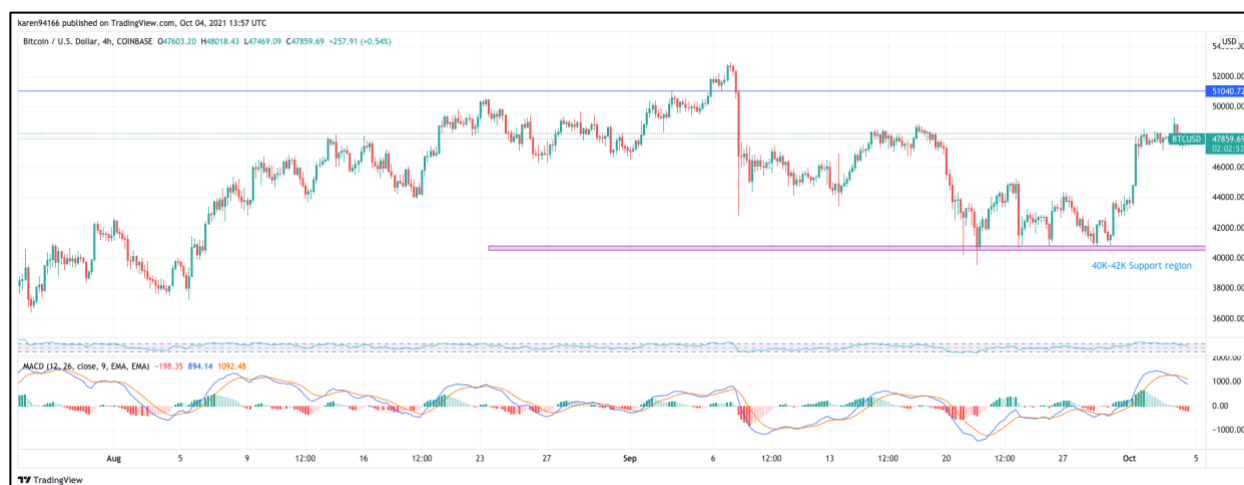 karen94166 published on TradingView.com, Oct 04, 2021 13:57 UTC
Bitcoin / U.S. Dollar, 4h, COINBASE O47603.20 H48018.43 L47469.09 C47859.69 +257.91 (+0.54%)
USD
52000.00
51040.72
50000.00
BTCUSD 47859.69
02:02:53
46000.00
44000.00
42000.00
40K-42K Support region
40000.00
38000.00
36000.00
2000.00
MACD (12, 26, close, 9, EMA, EMA) -198.35 894.14 1092.48
1000.00
0.00
-1000.00
Aug 5 9 12:00 16 12:00 23 27 Sep 6 12:00 13 12:00 20 12:00 27 Oct 5
TradingView